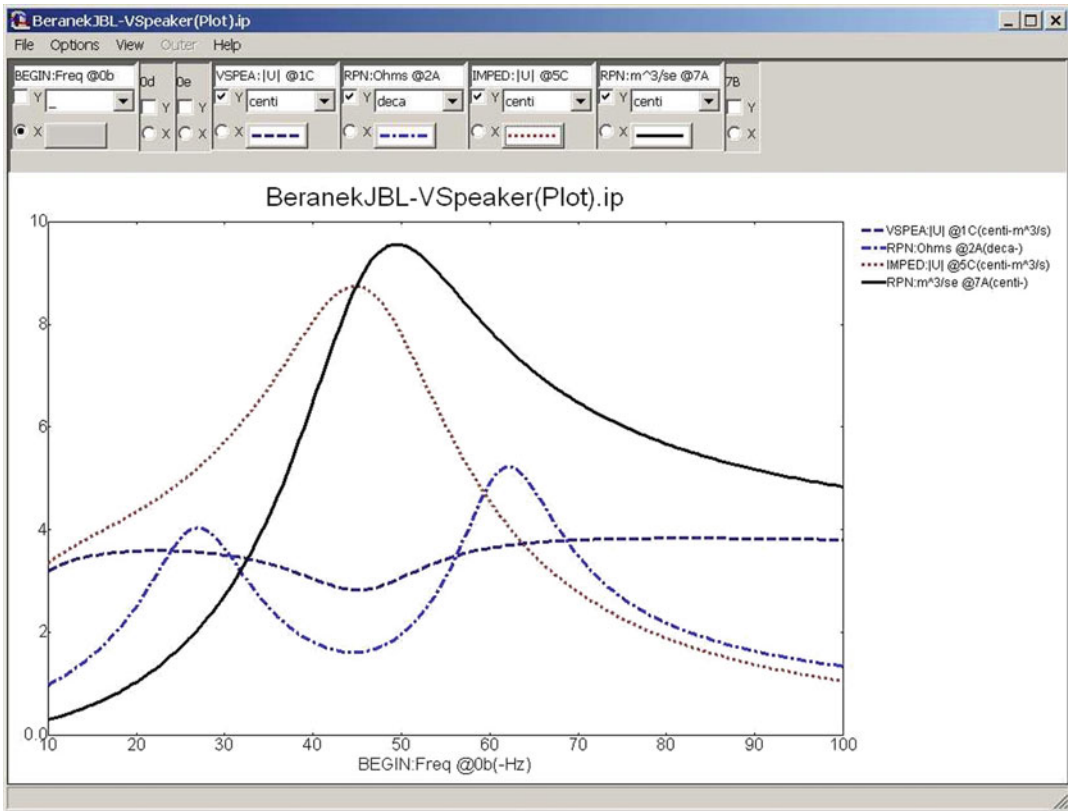 BeranekJBL-VSpeaker(Plot).ip
File Options View Outer Help
BEGIN:Freq @0b 0d 0e VSPEA:|U| @1C RPN:Ohms @2A IMPED:|U| @5C RPN:m^3/se @7A 7B
Y _ Y Y Y centi Y deca Y centi Y centi Y
X X X X X X X X
BeranekJBL-VSpeaker(Plot).ip
10
8
6
4
2
0.0
VSPEA:|U| @1C(centi-m^3/s)
RPN:Ohms @2A(deca-)
IMPED:|U| @5C(centi-m^3/s)
RPN:m^3/se @7A(centi-)
10 20 30 40 50 60 70 80 90 100
BEGIN:Freq @0b(-Hz)